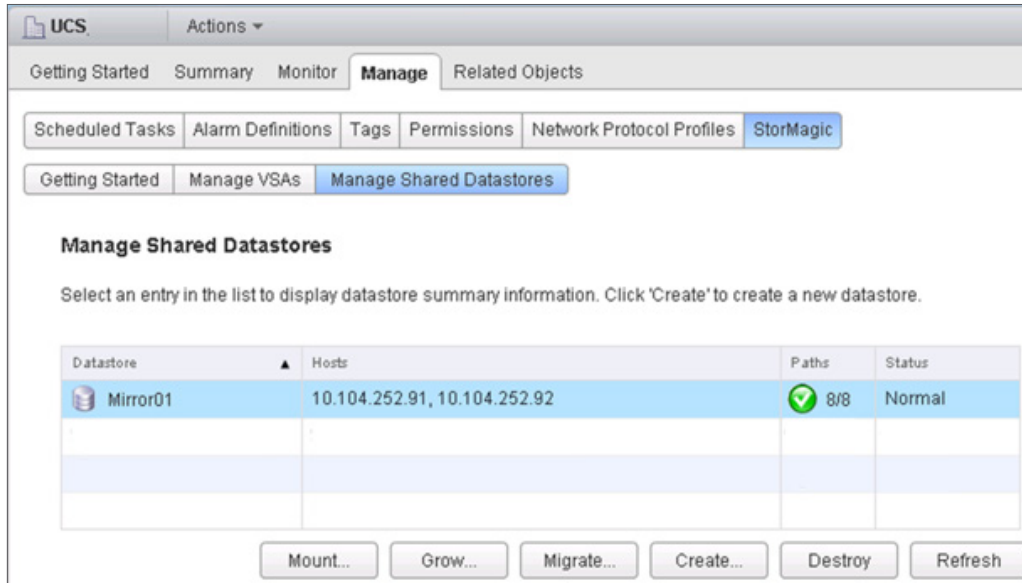 UCS Actions
Getting Started Summary Monitor Manage Related Objects
Scheduled Tasks Alarm Definitions Tags Permissions Network Protocol Profiles StorMagic
Getting Started Manage VSAs Manage Shared Datastores
Manage Shared Datastores
Select an entry in the list to display datastore summary information. Click 'Create' to create a new datastore.
Datastore Hosts Paths Status
Mirror01 10.104.252.91, 10.104.252.92 8/8 Normal
Mount... Grow... Migrate... Create... Destroy Refresh